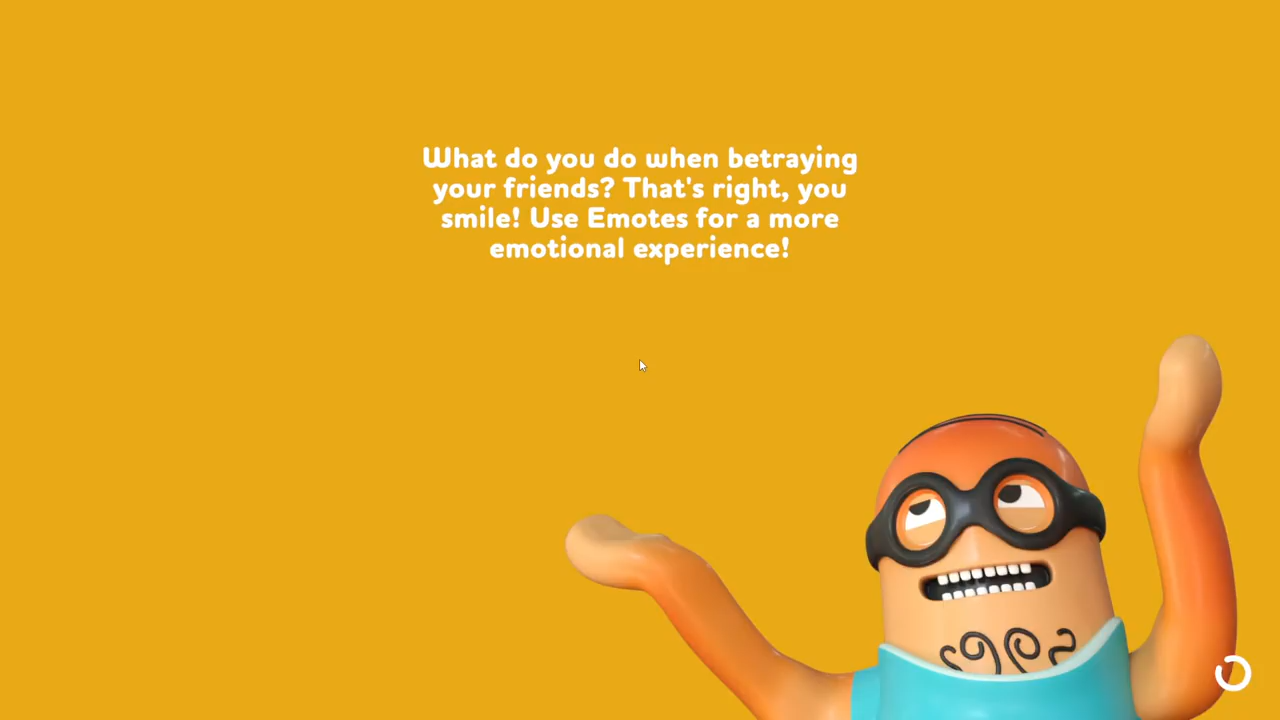 What do you do when betraying
your friends? That's right, you
smile! Use Emotes for a more
emotional experience!